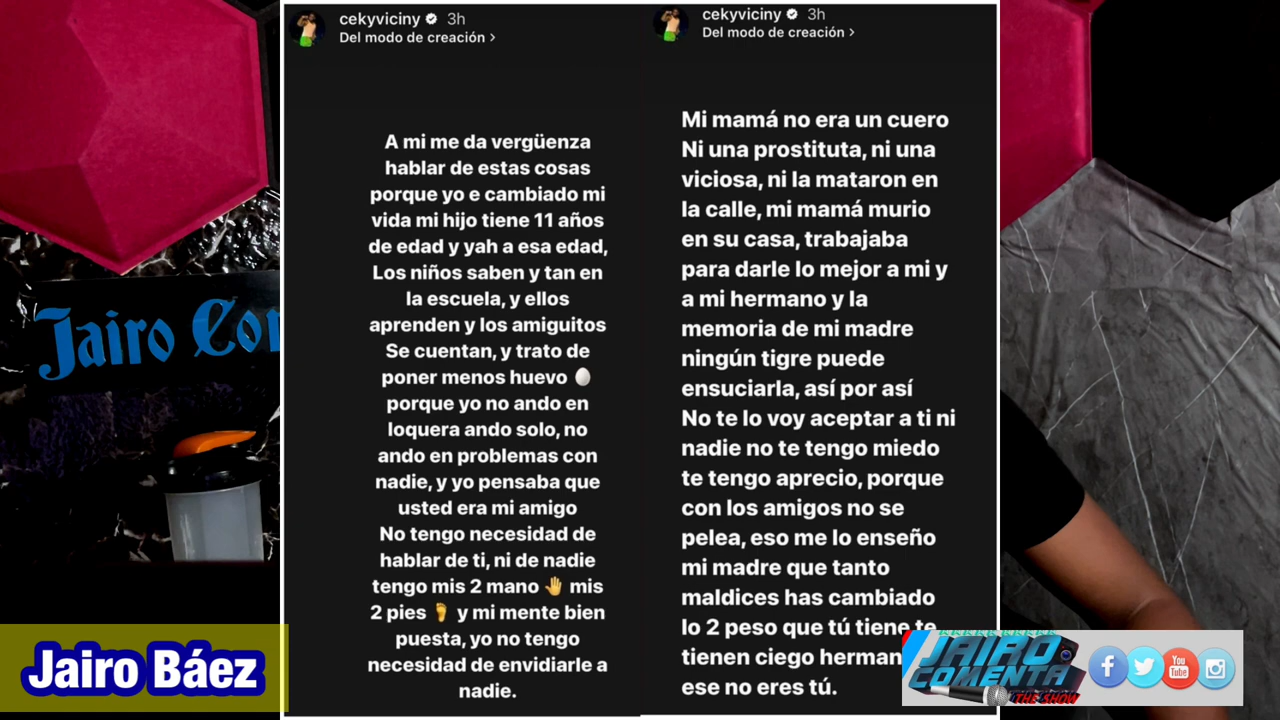 cekyviciny 3h
Del modo de creación >
A mi me da vergüenza
hablar de estas cosas
porque yo e cambiado mi
vida mi hijo tiene 11 años
de edad y yah a esa edad,
Los niños saben y tan en
la escuela, y ellos
aprenden y los amiguitos
Se cuentan, y trato de
poner menos huevo 🥚
porque yo no ando en
loquera ando solo, no
ando en problemas con
nadie, y yo pensaba que
usted era mi amigo
No tengo necesidad de
hablar de ti, ni de nadie
tengo mis 2 mano 🤚 mis
2 pies 🦶 y mi mente bien
puesta, yo no tengo
necesidad de envidiarle a
nadie.
cekyviciny 3h
Del modo de creación >
Mi mamá no era un cuero
Ni una prostituta, ni una
viciosa, ni la mataron en
la calle, mi mamá murio
en su casa, trabajaba
para darle lo mejor a mi y
a mi hermano y la
memoria de mi madre
ningún tigre puede
ensuciarla, así por así
No te lo voy aceptar a ti ni
nadie no te tengo miedo
te tengo aprecio, porque
con los amigos no se
pelea, eso me lo enseño
mi madre que tanto
maldices has cambiado
lo 2 peso que tú tiene te
tienen ciego herman
ese no eres tú.
Jairo Co
Jairo Báez
JAIRO
COMENTA
THE SHOW
You
Tube